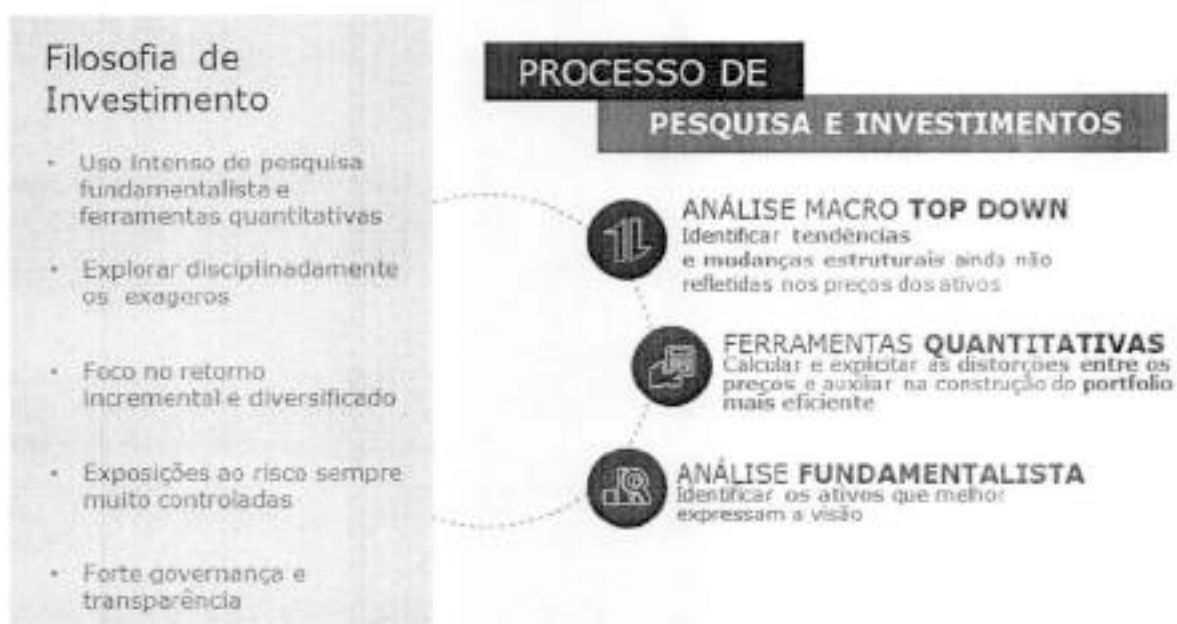 Filosofia de
Investimento
• Uso Intenso de pesquisa
fundamentalista e
ferramentas quantitativas
• Explorar disciplinadamente
os exageros
• Foco no retorno
incremental e diversificado
• Exposições ao risco sempre
muito controladas
• Forte governança e
transparência
PROCESSO DE
PESQUISA E INVESTIMENTOS
ANÁLISE MACRO TOP DOWN
Identificar tendências
e mudanças estruturais ainda não
refletidas nos preços dos ativos
FERRAMENTAS QUANTITATIVAS
Calcular e explicitar as distorções entre os
preços e auxiliar na construção do portfolio
mais eficiente
ANÁLISE FUNDAMENTALISTA
Identificar os ativos que melhor
expressam a visão